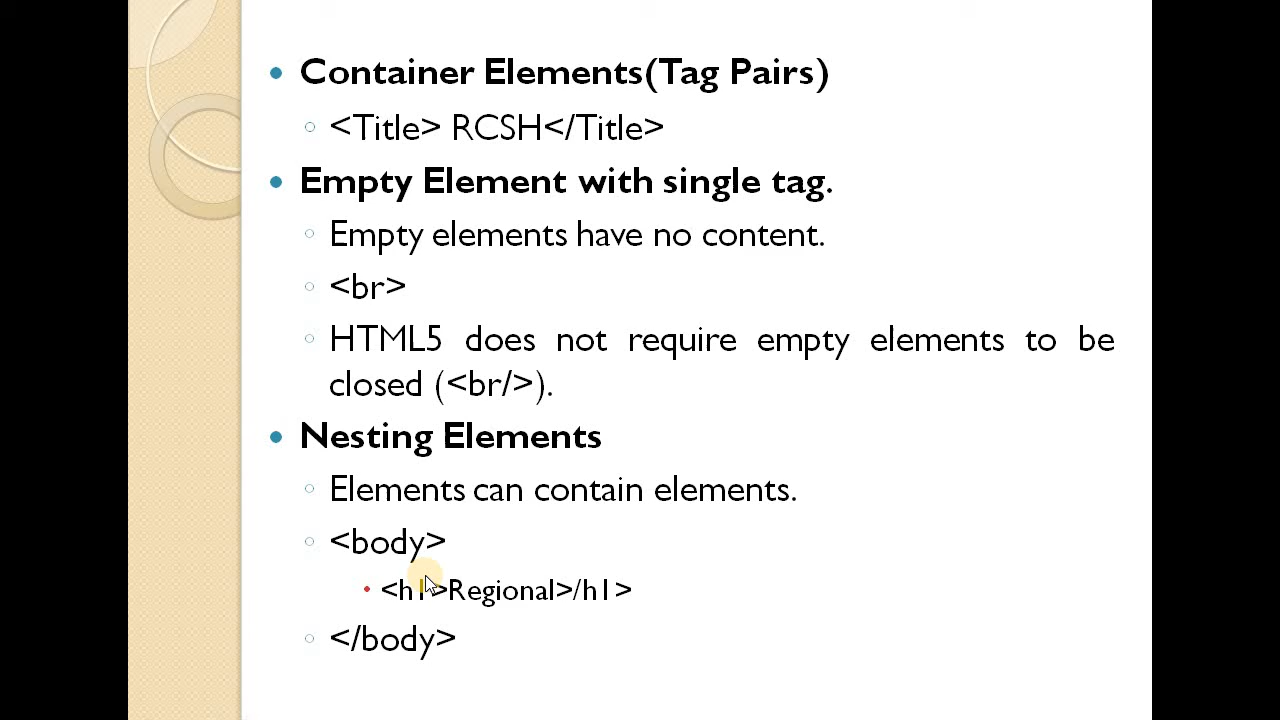 Container Elements(Tag Pairs)
<Title> RCSH</Title>
Empty Element with single tag.
Empty elements have no content.
<br>
HTML5 does not require empty elements to be
closed (<br/>).
Nesting Elements
Elements can contain elements.
<body>
<h1>Regional>/h1>
</body>